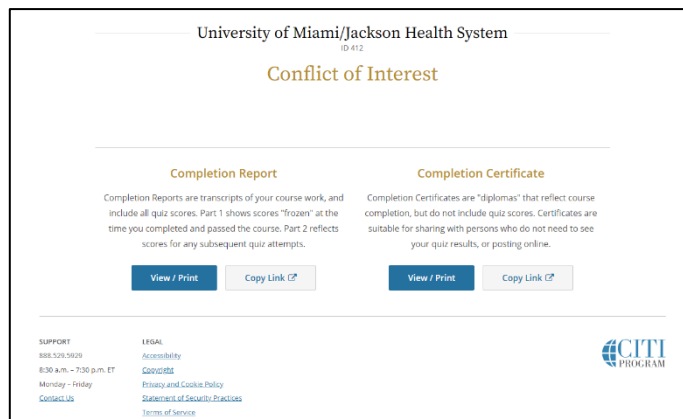 University of Miami/Jackson Health System
ID 412
Conflict of Interest
Completion Report
Completion Reports are transcripts of your course work, and
include all quiz scores. Part 1 shows scores "frozen" at the
time you completed and passed the course. Part 2 reflects
scores for any subsequent quiz attempts.
View / Print
Copy Link
Completion Certificate
Completion Certificates are "diplomas" that reflect course
completion, but do not include quiz scores. Certificates are
suitable for sharing with persons who do not need to see
your quiz results, or posting online.
View / Print
Copy Link
SUPPORT
888.529.5929
8:30 a.m. – 7:30 p.m. ET
Monday – Friday
Contact Us
LEGAL
Accessibility
Copyright
Privacy and Cookie Policy
Statement of Security Practices
Terms of Service
CITI
PROGRAM